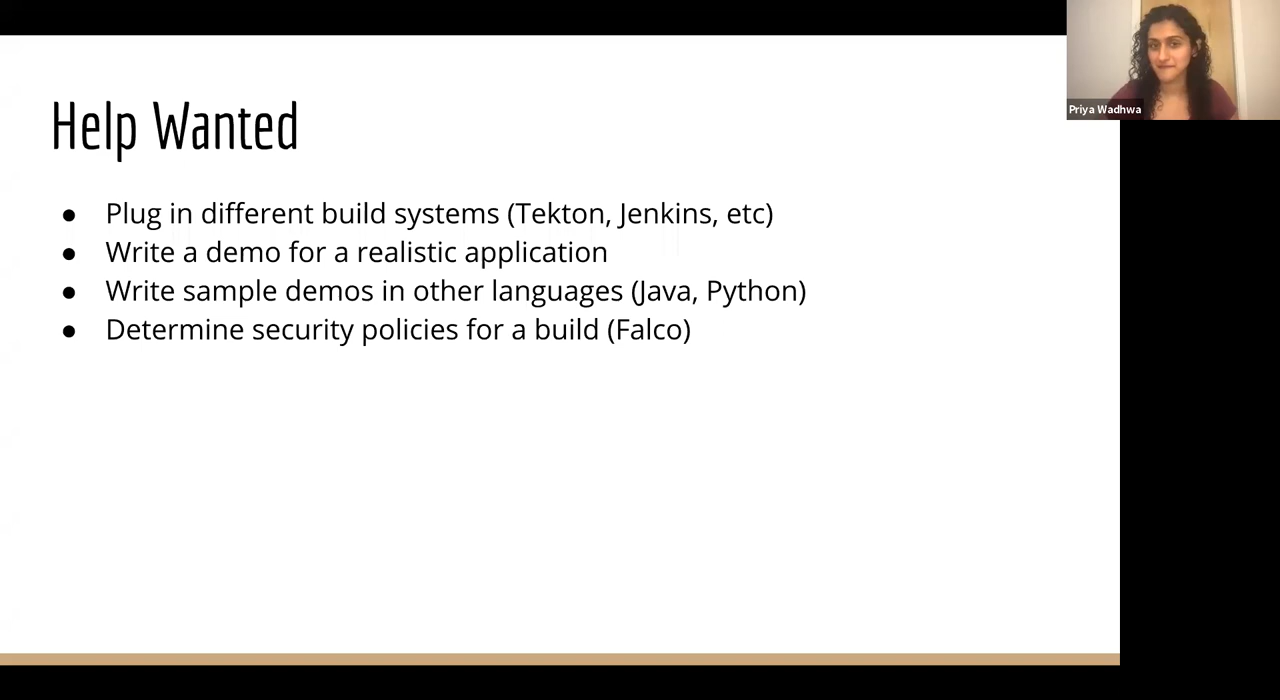 Help Wanted
● Plug in different build systems (Tekton, Jenkins, etc)
● Write a demo for a realistic application
● Write sample demos in other languages (Java, Python)
● Determine security policies for a build (Falco)
Priya Wadhwa